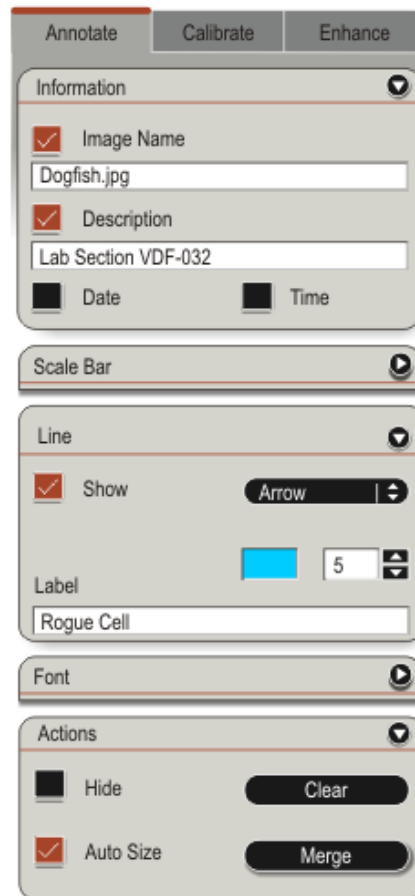 Annotate Calibrate Enhance
Information
Image Name
Dogfish.jpg
Description
Lab Section VDF-032
Date Time
Scale Bar
Line
Show Arrow
5
Label
Rogue Cell
Font
Actions
Hide Clear
Auto Size Merge